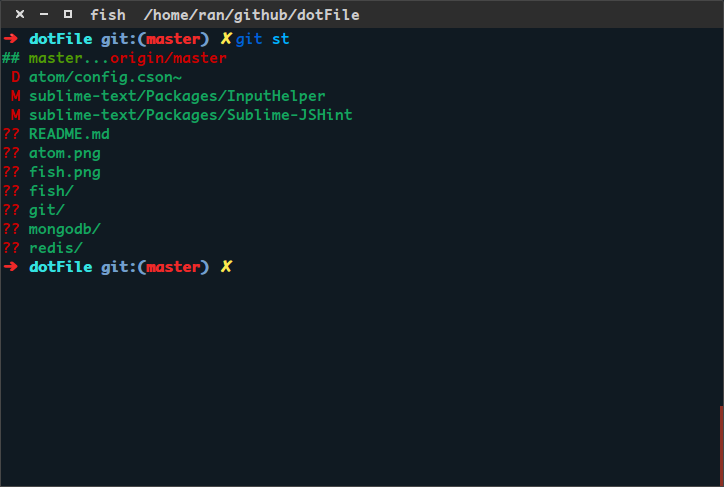 fish /home/ran/github/dotFile
➜ dotFile git:(master) ✗ git st
## master...origin/master
 D atom/config.cson~
 M sublime-text/Packages/InputHelper
 M sublime-text/Packages/Sublime-JSHint
?? README.md
?? atom.png
?? fish.png
?? fish/
?? git/
?? mongodb/
?? redis/
➜ dotFile git:(master) ✗